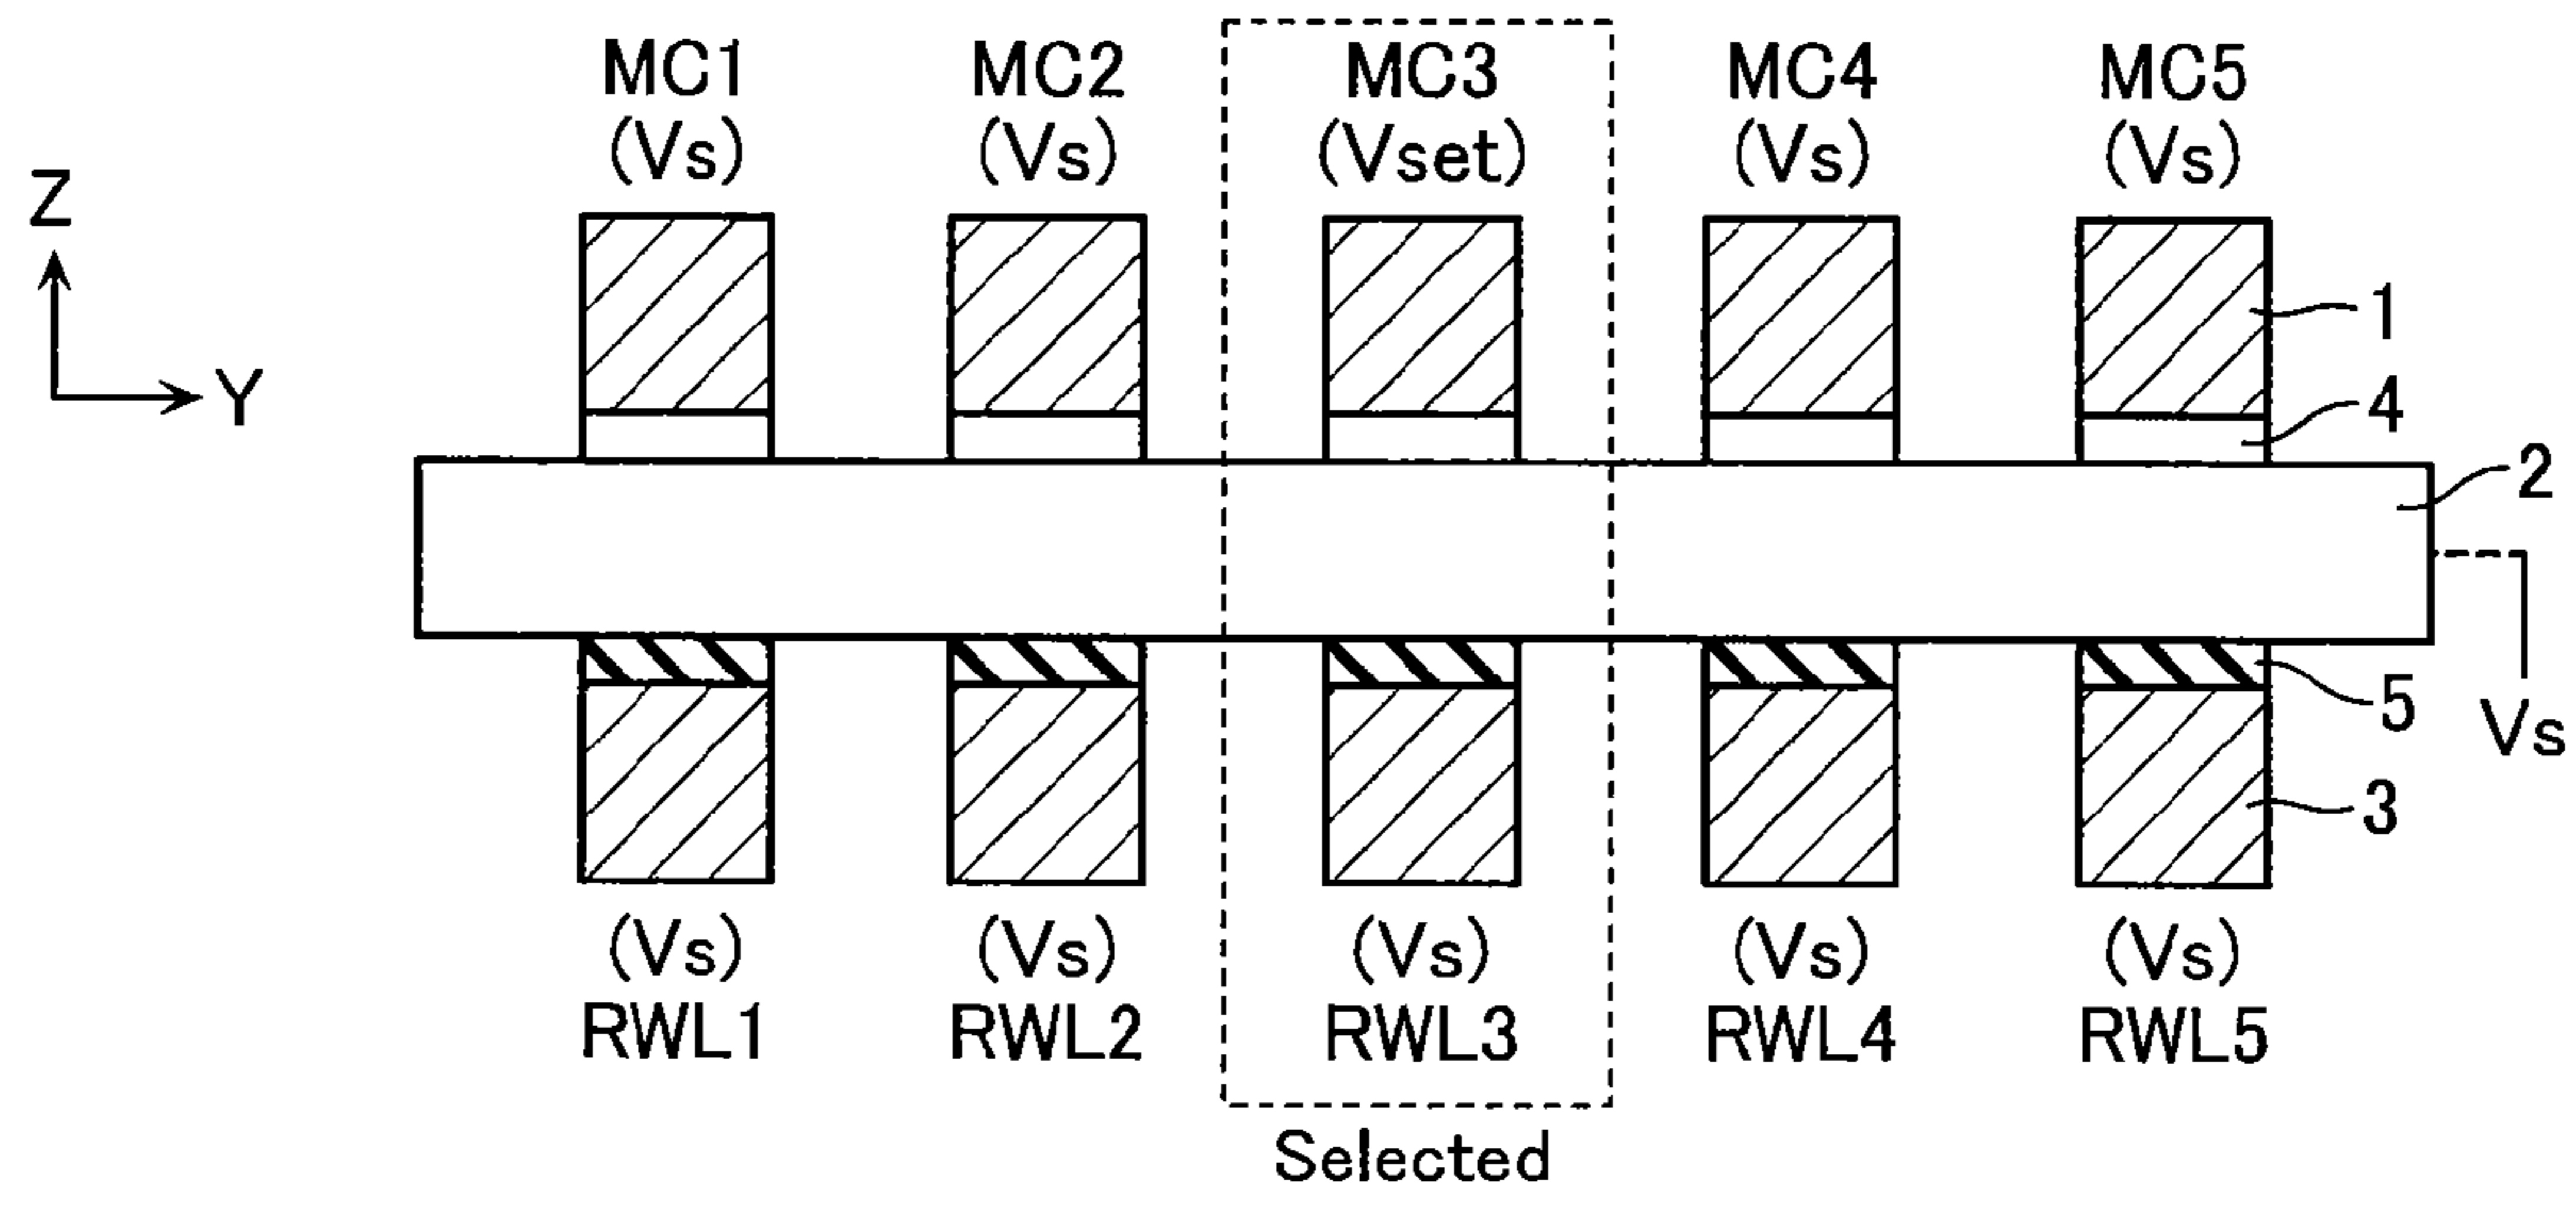 MC1 MC2 MC3 MC4 MC5
(Vs) (Vs) (Vset) (Vs) (Vs)
Z
1
Y
4
2
5
Vs
3
(Vs) (Vs) (Vs) (Vs) (Vs)
RWL1 RWL2 RWL3 RWL4 RWL5
Selected